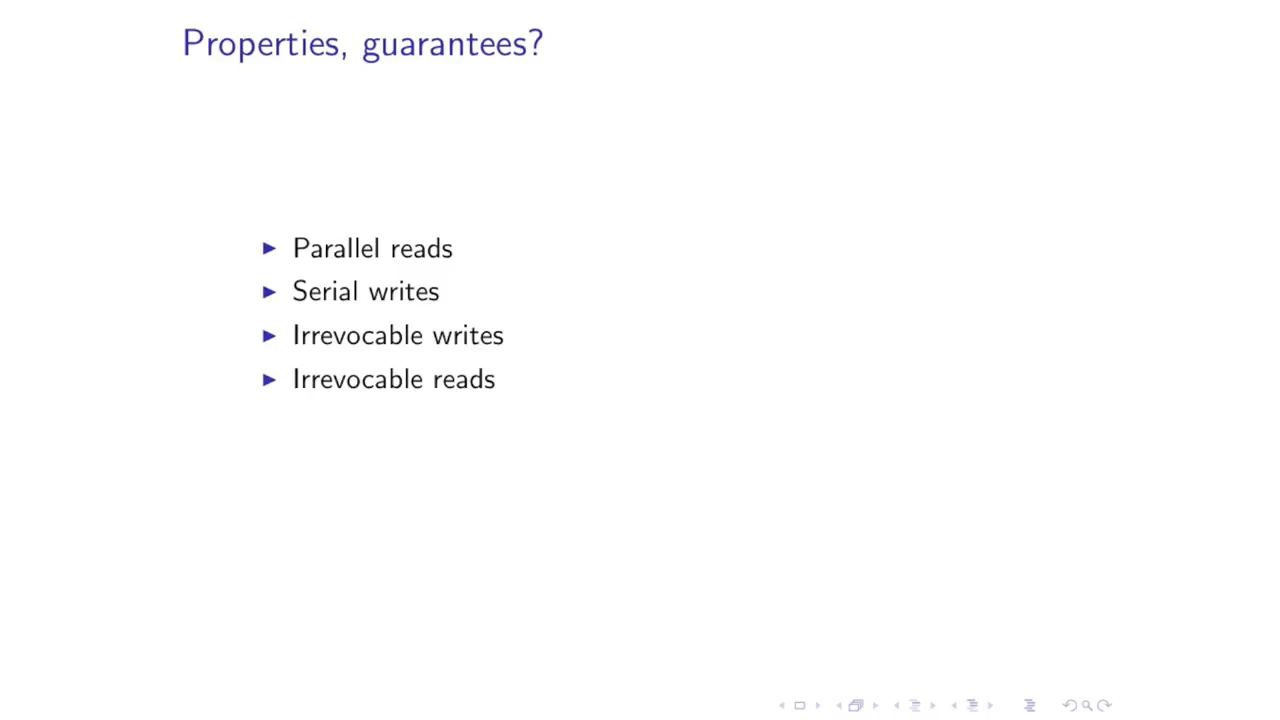 Properties, guarantees?
Parallel reads
Serial writes
Irrevocable writes
Irrevocable reads